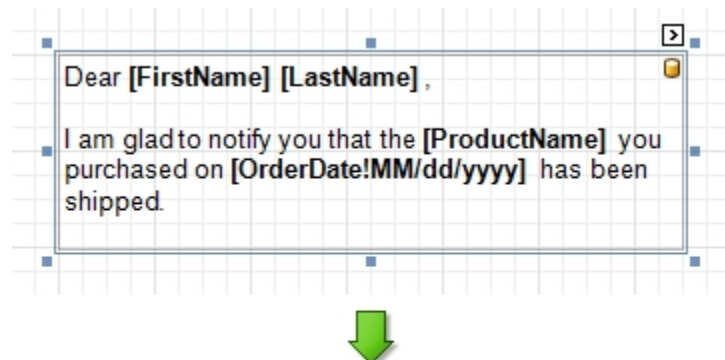 Dear [FirstName] [LastName] ,
I am glad to notify you that the [ProductName] you
purchased on [OrderDate!MM/dd/yyyy] has been
shipped.